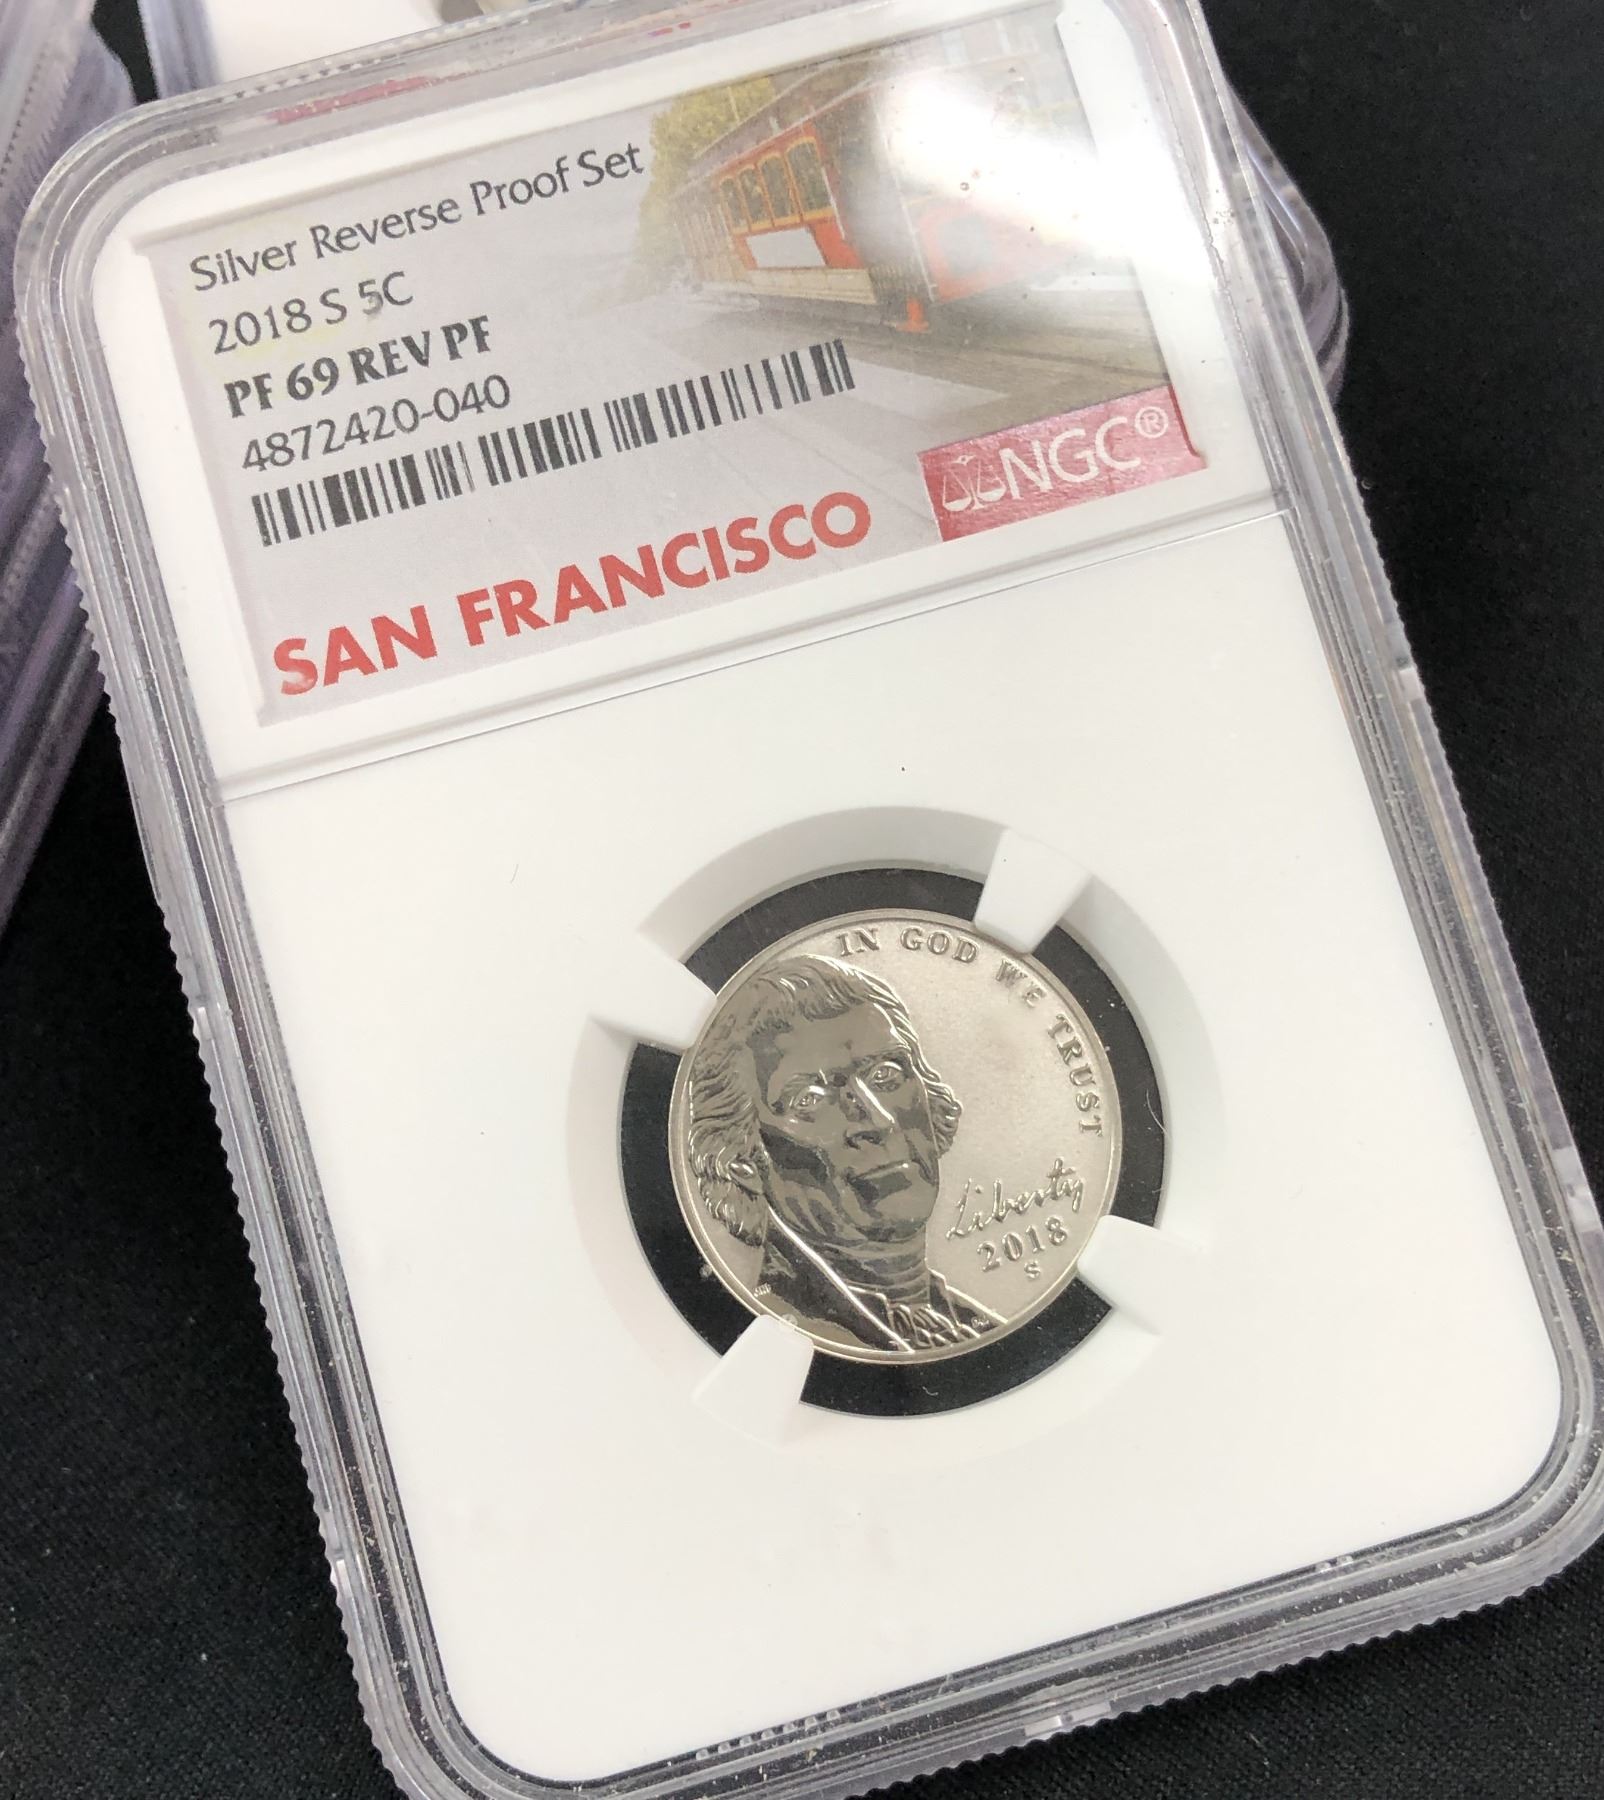 Silver Reverse Proof Set
2018 S 5C
PF 69 REV PF
4872420-040
NGC®
SAN FRANCISCO
IN GOD WE TRUST
Liberty
2018
S